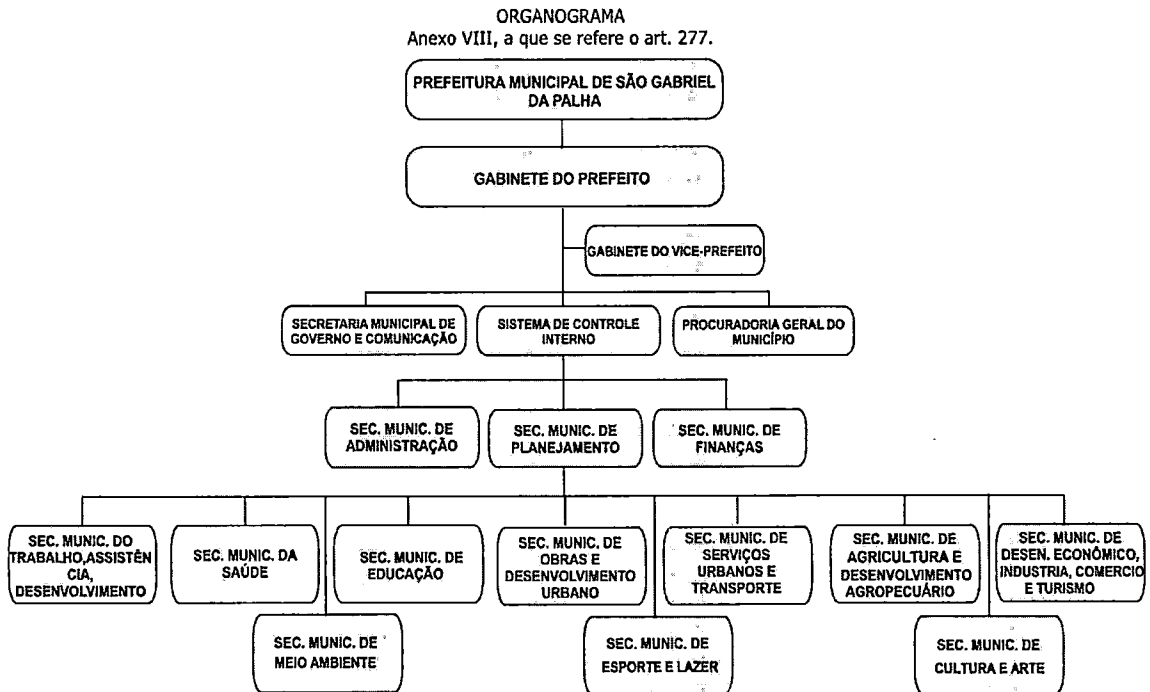 ORGANOGRAMA
Anexo VIII, a que se refere o art. 277.
PREFEITURA MUNICIPAL DE SÃO GABRIEL
DA PALHA
GABINETE DO PREFEITO
GABINETE DO VICE-PREFEITO
SECRETARIA MUNICIPAL DE
GOVERNO E COMUNICAÇÃO
SISTEMA DE CONTROLE
INTERNO
PROCURADORIA GERAL DO
MUNICÍPIO
SEC. MUNIC. DE
ADMINISTRAÇÃO
SEC. MUNIC. DE
PLANEJAMENTO
SEC. MUNIC. DE
FINANÇAS
SEC. MUNIC. DO
TRABALHO,ASSISTÊN
CIA,
DESENVOLVIMENTO
SEC. MUNIC. DA
SAÚDE
SEC. MUNIC. DE
EDUCAÇÃO
SEC. MUNIC. DE
OBRAS E
DESENVOLVIMENTO
URBANO
SEC. MUNIC. DE
SERVIÇOS
URBANOS E
TRANSPORTE
SEC. MUNIC. DE
AGRICULTURA E
DESENVOLVIMENTO
AGROPECUÁRIO
SEC. MUNIC. DE
DESEN. ECONÔMICO,
INDUSTRIA, COMERCIO
E TURISMO
SEC. MUNIC. DE
MEIO AMBIENTE
SEC. MUNIC. DE
ESPORTE E LAZER
SEC. MUNIC. DE
CULTURA E ARTE